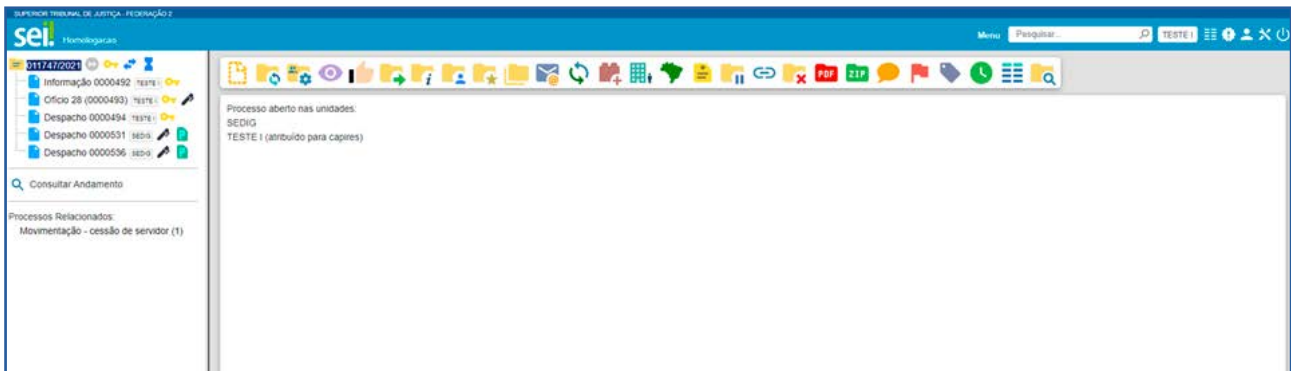 SUPERIOR TRIBUNAL DE JUSTIÇA - FEDERAÇÃO 2
sei! Homologacao
Menu Pesquisar... TESTE I
011747/2021
Informação 0000492 TESTE I
Ofício 28 (0000493) TESTE I
Despacho 0000494 TESTE I
Despacho 0000531 SEDIG
Despacho 0000536 SEDIG
Consultar Andamento
Processos Relacionados:
Movimentação - cessão de servidor (1)
i
PDF ZIP
Processo aberto nas unidades:
SEDIG
TESTE I (atribuído para capires)